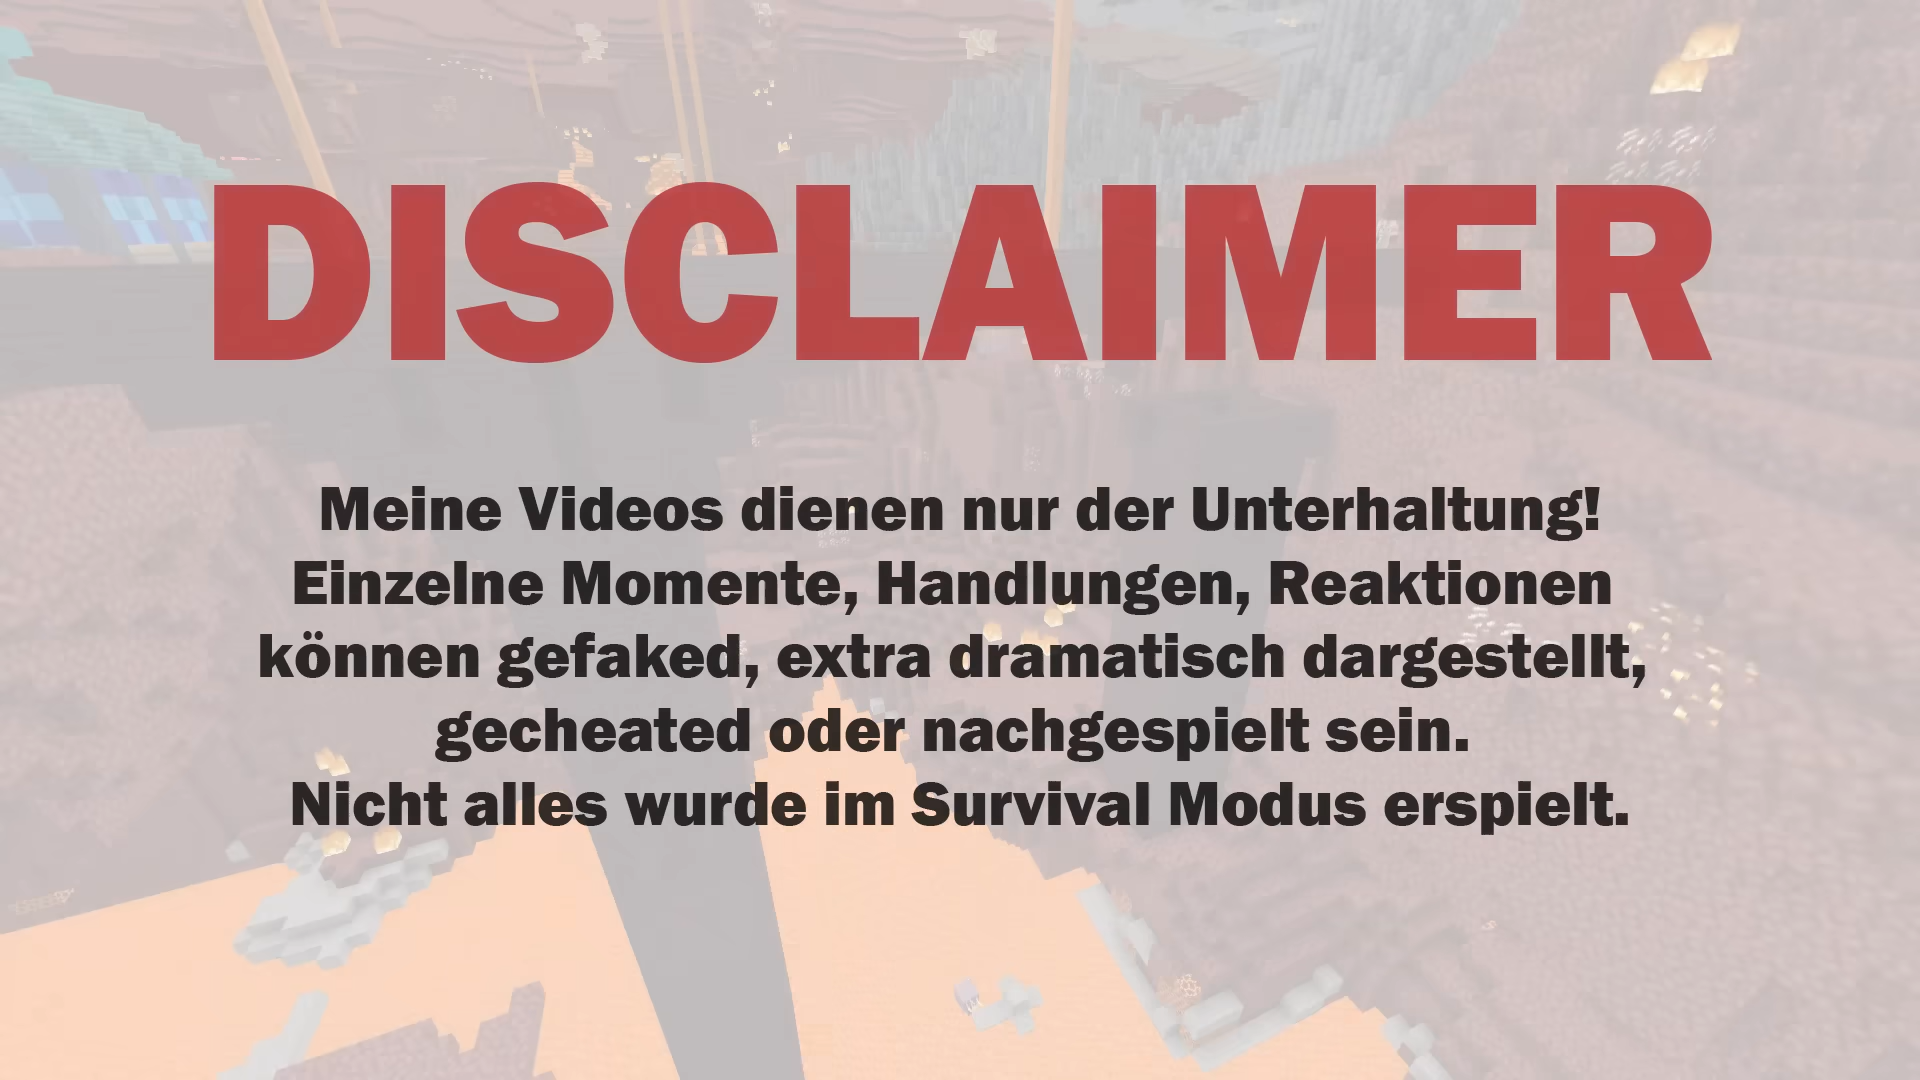 DISCLAIMER
Meine Videos dienen nur der Unterhaltung!
Einzelne Momente, Handlungen, Reaktionen
können gefaked, extra dramatisch dargestellt,
gecheated oder nachgespielt sein.
Nicht alles wurde im Survival Modus erspielt.